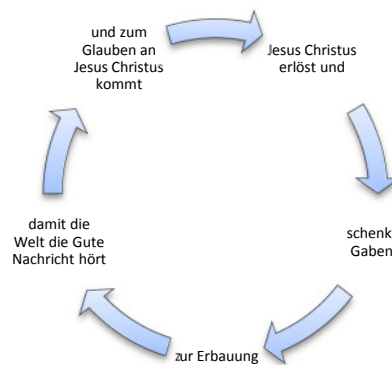 Jesus Christus
erlöst und
schenkt
Gaben
zur Erbauung
damit die
Welt die Gute
Nachricht hört
und zum
Glauben an
Jesus Christus
kommt